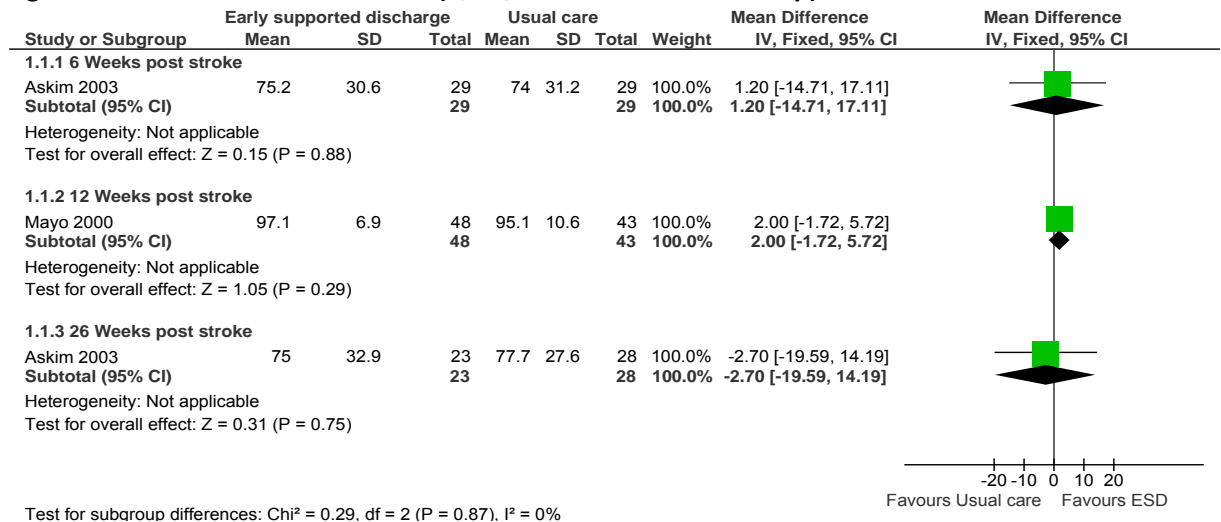 Early supported discharge Usual care Mean Difference Mean Difference
Study or Subgroup Mean SD Total Mean SD Total Weight IV, Fixed, 95% CI IV, Fixed, 95% CI
1.1.1 6 Weeks post stroke
Askim 2003 75.2 30.6 29 74 31.2 29 100.0% 1.20 [-14.71, 17.11]
Subtotal (95% CI) 29 29 100.0% 1.20 [-14.71, 17.11]
Heterogeneity: Not applicable
Test for overall effect: Z = 0.15 (P = 0.88)
1.1.2 12 Weeks post stroke
Mayo 2000 97.1 6.9 48 95.1 10.6 43 100.0% 2.00 [-1.72, 5.72]
Subtotal (95% CI) 48 43 100.0% 2.00 [-1.72, 5.72]
Heterogeneity: Not applicable
Test for overall effect: Z = 1.05 (P = 0.29)
1.1.3 26 Weeks post stroke
Askim 2003 75 32.9 23 77.7 27.6 28 100.0% -2.70 [-19.59, 14.19]
Subtotal (95% CI) 23 28 100.0% -2.70 [-19.59, 14.19]
Heterogeneity: Not applicable
Test for overall effect: Z = 0.31 (P = 0.75)
-20 -10 0 10 20
Favours Usual care Favours ESD
Test for subgroup differences: Chi² = 0.29, df = 2 (P = 0.87), I² = 0%